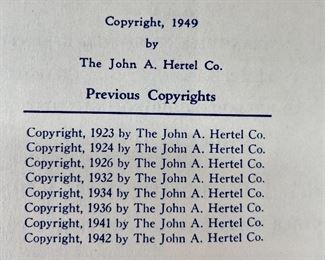 Copyright, 1949
by
The John A. Hertel Co.
Previous Copyrights
Copyright, 1923 by The John A. Hertel Co.
Copyright, 1924 by The John A. Hertel Co.
Copyright, 1926 by The John A. Hertel Co.
Copyright, 1932 by The John A. Hertel Co.
Copyright, 1934 by The John A. Hertel Co.
Copyright, 1936 by The John A. Hertel Co.
Copyright, 1941 by The John A. Hertel Co.
Copyright, 1942 by The John A. Hertel Co.